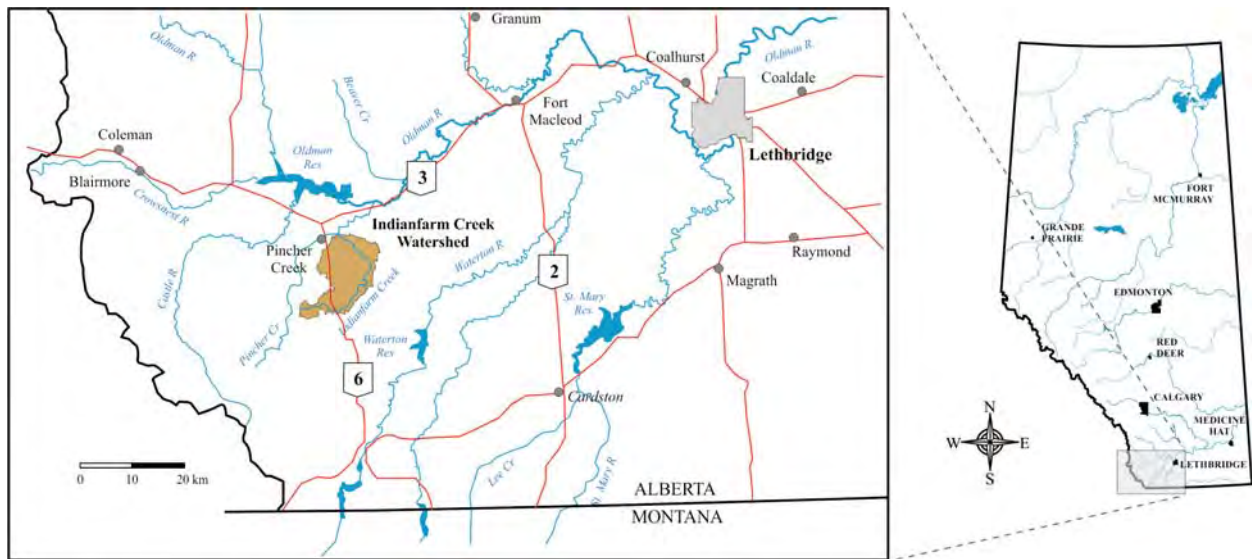 Granum
Oldman R.
Oldman R.
Coalhurst
Coaldale
Beaver Cr
Oldman R.
Fort
Macleod
Coleman
Lethbridge
Oldman
Res
3
Blairmore
Crowsnest R
Indianfarm Creek
Watershed
Pincher
Creek
Waterton R.
Raymond
2
Magrath
Castle R
Indianfarm Creek
St. Mary
Res.
Pincher Cr
Waterton
Res
6
Cardston
0 10 20 km
Lee Cr
St. Mary R
ALBERTA
MONTANA
FORT
MCMURRAY
GRANDE
PRAIRIE
EDMONTON
RED
DEER
CALGARY
MEDICINE
HAT
LETHBRIDGE
N
W E
S